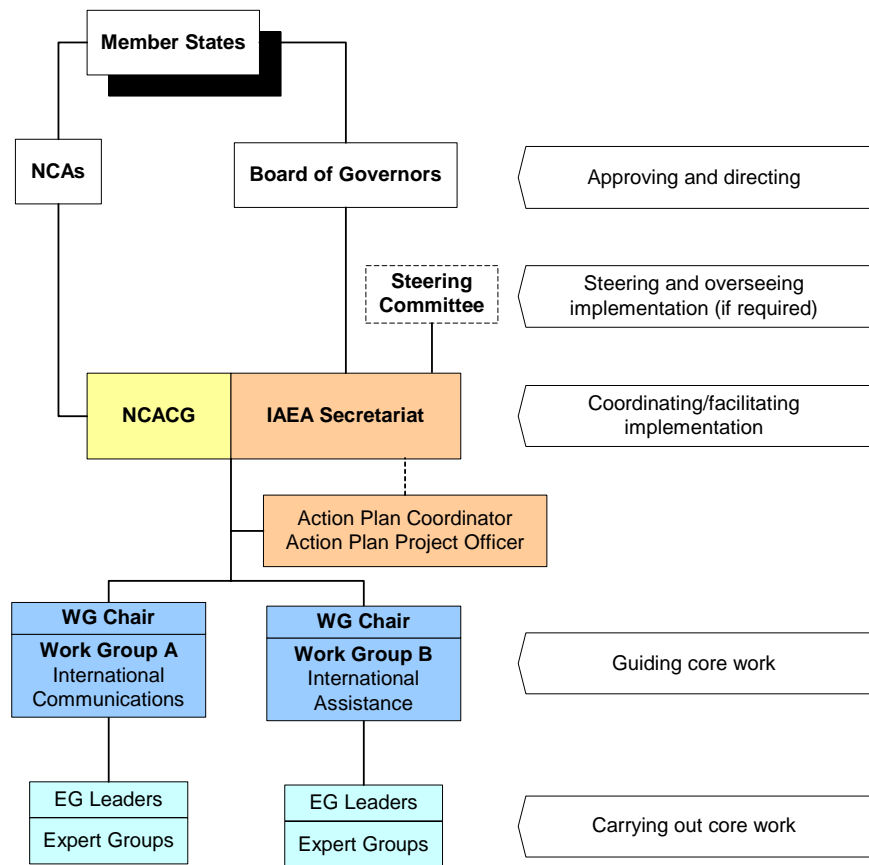 Member States
NCAs
Board of Governors
Approving and directing
Steering
Committee
Steering and overseeing
implementation (if required)
NCACG
IAEA Secretariat
Coordinating/facilitating
implementation
Action Plan Coordinator
Action Plan Project Officer
WG Chair
Work Group A
International
Communications
WG Chair
Work Group B
International
Assistance
Guiding core work
EG Leaders
Expert Groups
EG Leaders
Expert Groups
Carrying out core work